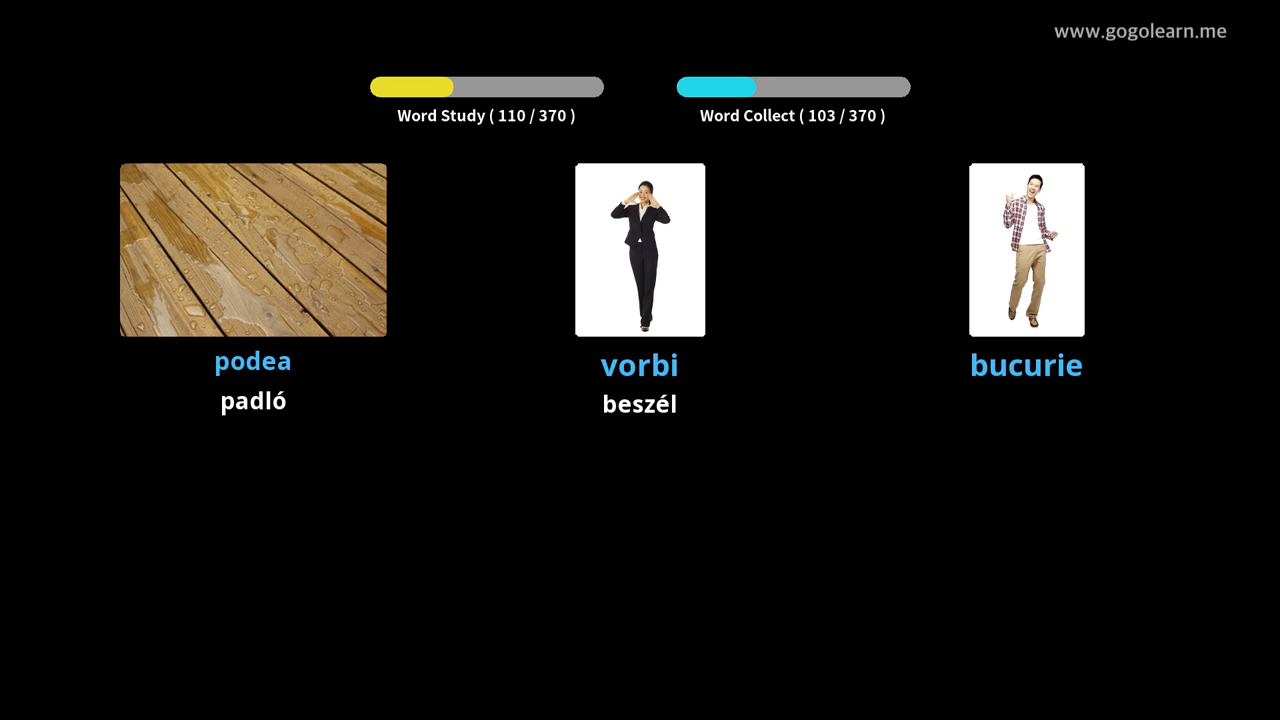 www.gogolearn.me
Word Study ( 110 / 370 )
Word Collect ( 103 / 370 )
podea
padló
vorbi
beszél
bucurie